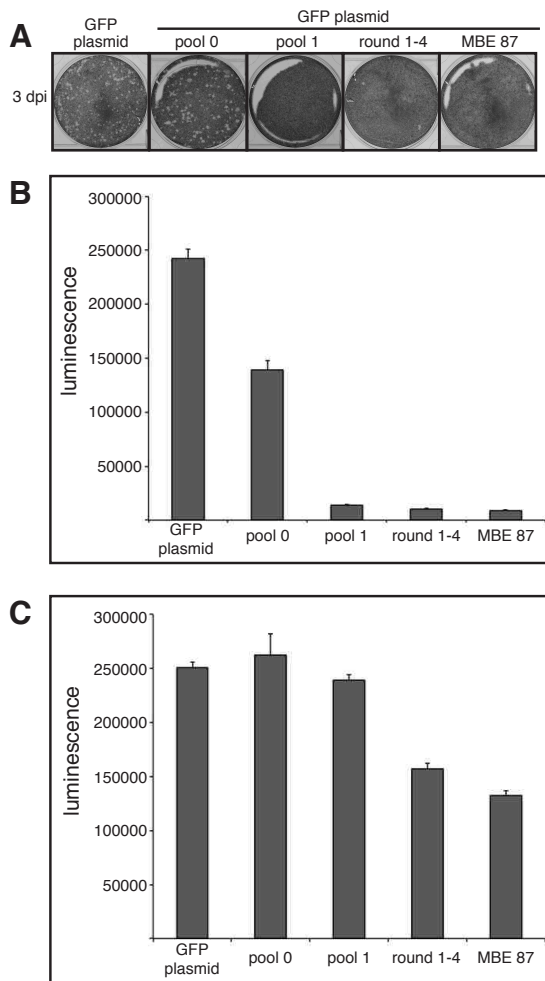 A
GFP
plasmid
GFP plasmid
pool 0 pool 1 round 1-4 MBE 87
3 dpi
B
luminescence
300000
250000
200000
150000
100000
50000
GFP
plasmid
pool 0 pool 1 round 1-4 MBE 87
C
luminescence
300000
250000
200000
150000
100000
50000
GFP
plasmid
pool 0 pool 1 round 1-4 MBE 87